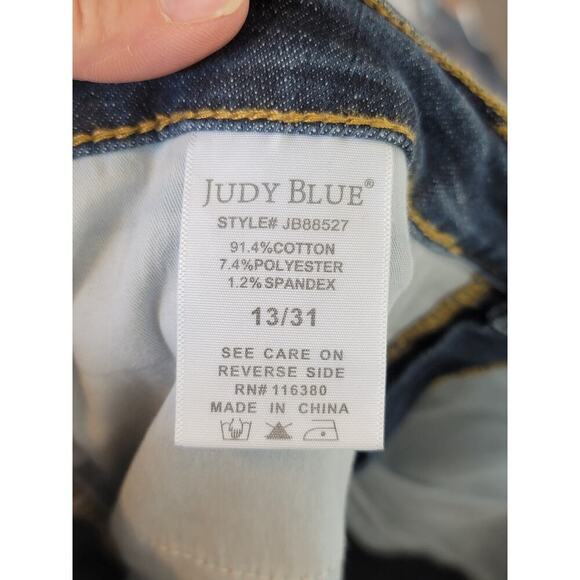 JUDY BLUE®
STYLE# JB88527
91.4%COTTON
7.4%POLYESTER
1.2%SPANDEX
13/31
SEE CARE ON
REVERSE SIDE
RN# 116380
MADE IN CHINA